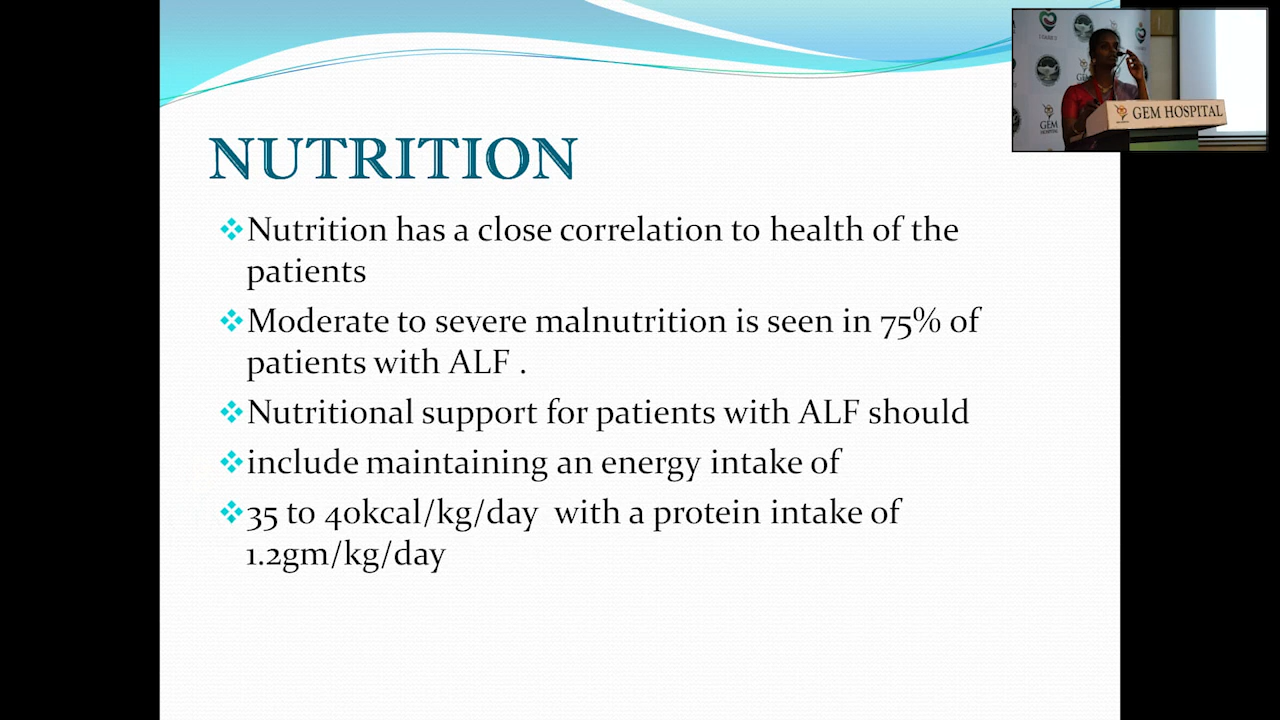 NUTRITION
Nutrition has a close correlation to health of the
patients
Moderate to severe malnutrition is seen in 75% of
patients with ALF .
Nutritional support for patients with ALF should
include maintaining an energy intake of
35 to 40kcal/kg/day with a protein intake of
1.2gm/kg/day
GEM HOSPITAL
GEM
HOSPITAL